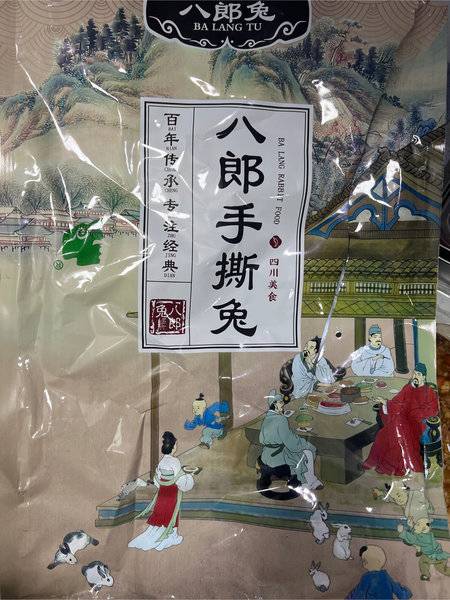 八郎兔
BA LANG TU
八郎手撕兔
BA LANG RABBIT FOOD
四川美食
百年传承 专注经典
BAI NIAN CHUAN CHENG ZHU JING DIAN
八郎兔